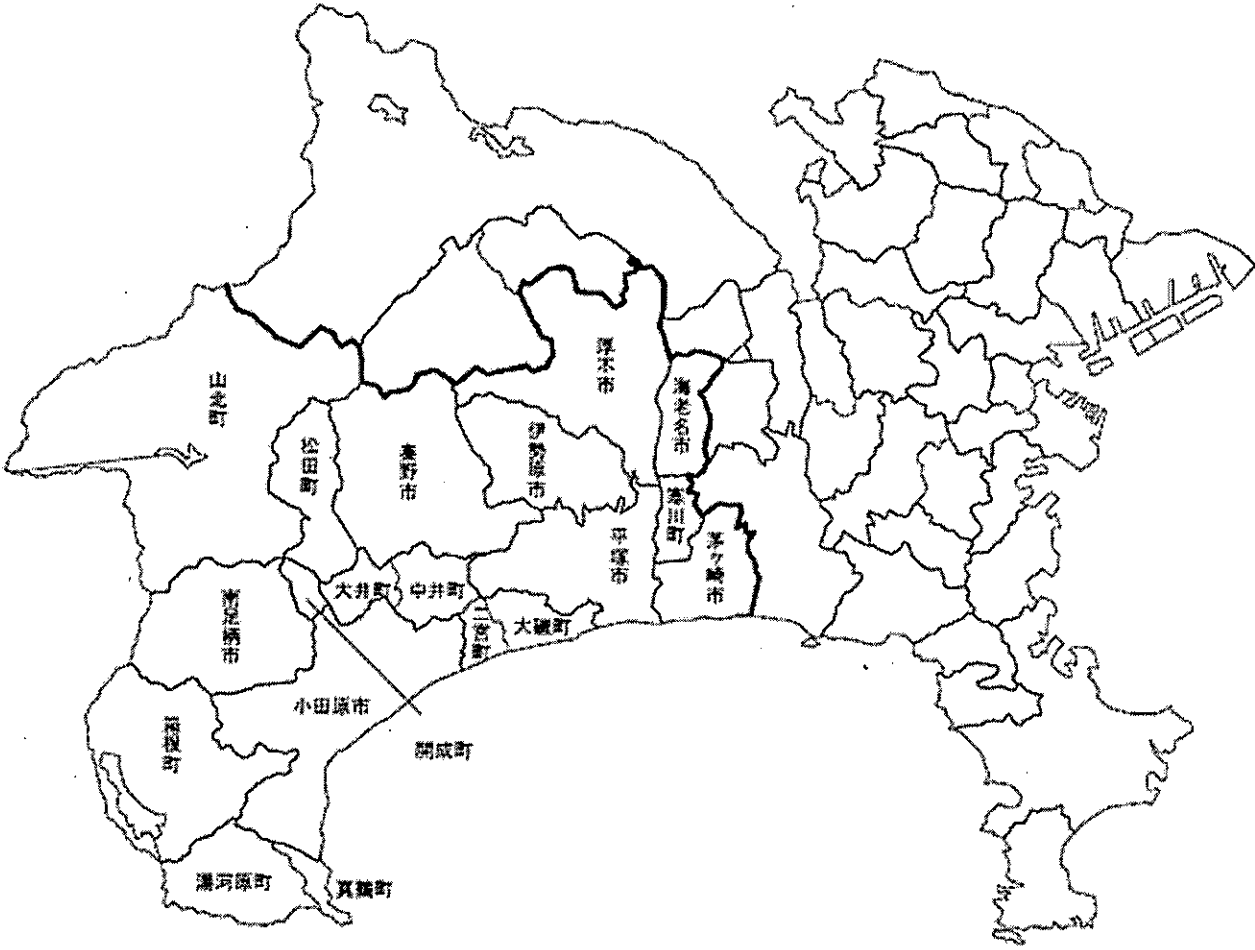 厚木市
山北町
海老名市
松田町
秦野市
伊勢原市
寒川町
平塚市
茅ヶ崎市
大井町
中井町
南足柄市
二宮町
大磯町
小田原市
箱根町
開成町
湯河原町
真鶴町